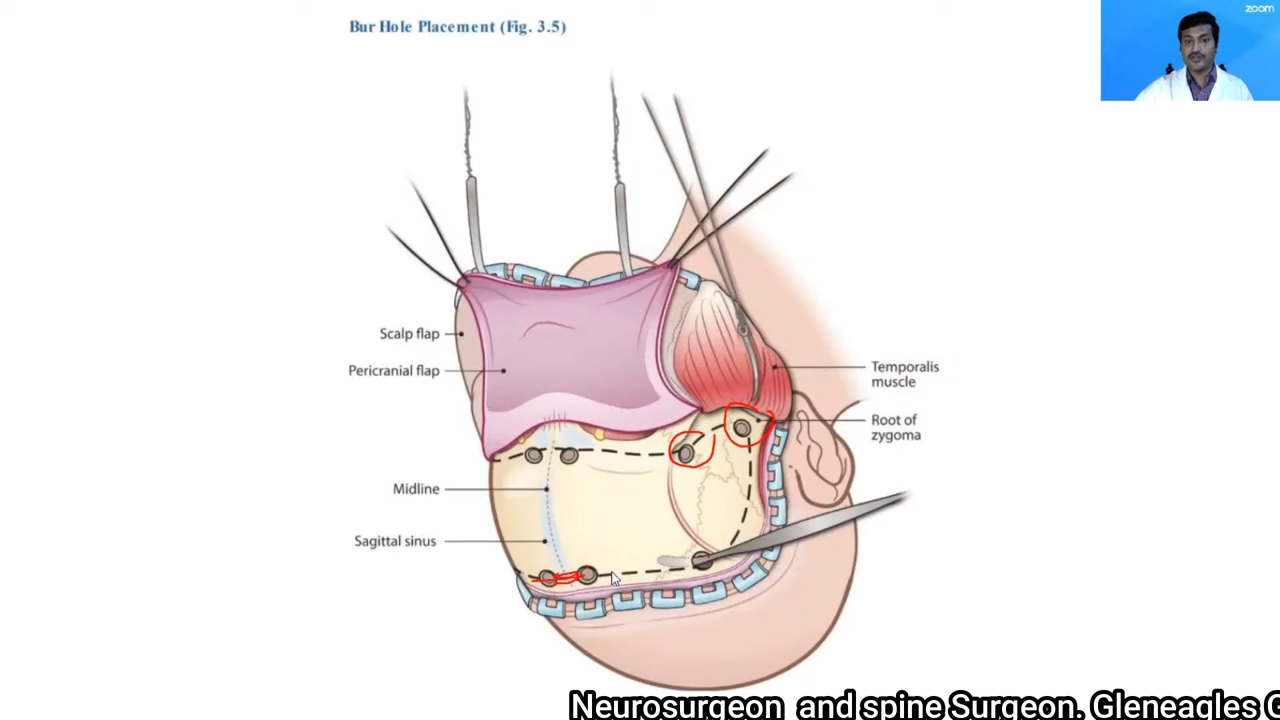 zoom
Bur Hole Placement (Fig. 3.5)
Scalp flap
Pericranial flap
Temporalis
muscle
Root of
zygoma
Midline
Sagittal sinus
Neurosurgeon and spine Surgeon. Gleneagles